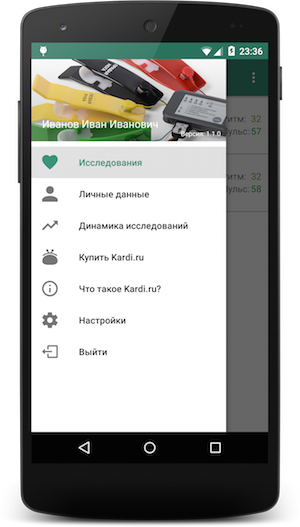 23:36
Иванов Иван Иванович
Версия: 1.1.0
Исследования
Личные данные
Динамика исследований
Купить Kardi.ru
Что такое Kardi.ru?
Настройки
Выйти
итм: 32
ульс: 57
итм: 32
ульс: 58